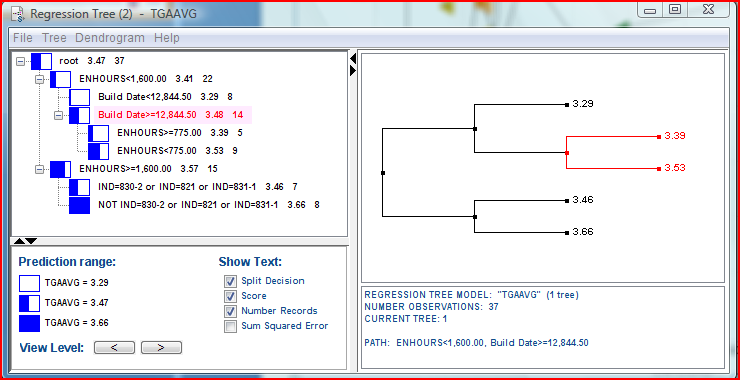 Regression Tree (2) - TGAAVG
File Tree Dendrogram Help
root 3.47 37
ENHOURS<1,600.00 3.41 22
Build Date<12,844.50 3.29 8
Build Date>=12,844.50 3.48 14
ENHOURS>=775.00 3.39 5
ENHOURS<775.00 3.53 9
ENHOURS>=1,600.00 3.57 15
IND=830-2 or IND=821 or IND=831-1 3.46 7
NOT IND=830-2 or IND=821 or IND=831-1 3.66 8
3.29
3.39
3.53
3.46
3.66
Prediction range:
TGAAVG = 3.29
TGAAVG = 3.47
TGAAVG = 3.66
Show Text:
Split Decision
Score
Number Records
Sum Squared Error
View Level: < >
REGRESSION TREE MODEL: "TGAAVG" (1 tree)
NUMBER OBSERVATIONS: 37
CURRENT TREE: 1
PATH: ENHOURS<1,600.00, Build Date>=12,844.50